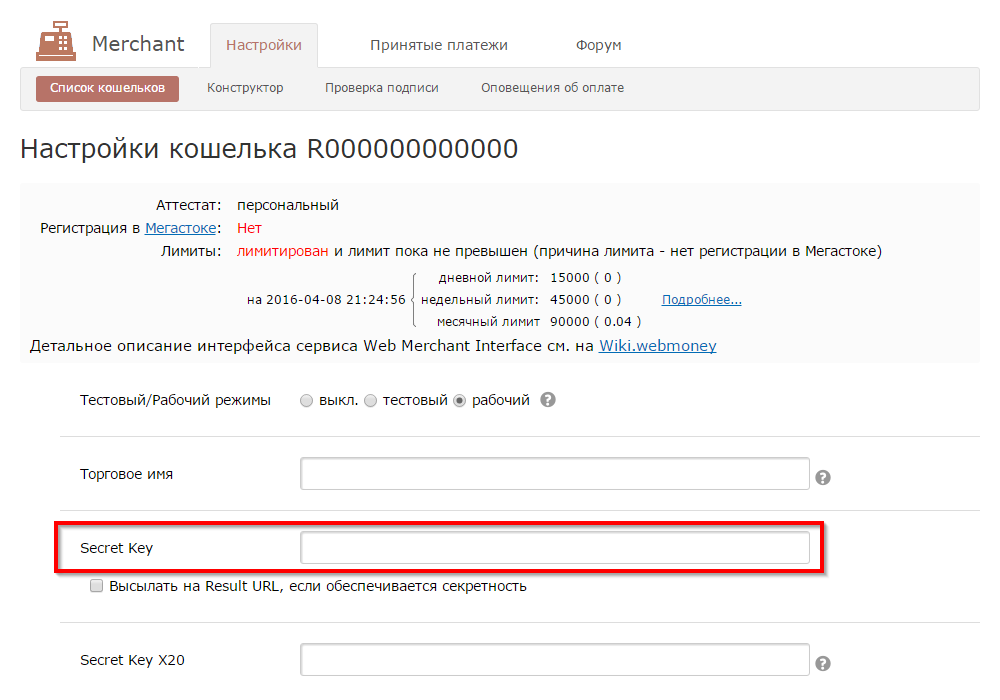 Merchant Настройки Принятые платежи Форум
Список кошельков Конструктор Проверка подписи Оповещения об оплате
Настройки кошелька R000000000000
Аттестат: персональный
Регистрация в Мегастоке: Нет
Лимиты: лимитирован и лимит пока не превышен (причина лимита - нет регистрации в Мегастоке)
дневной лимит: 15000 ( 0 )
на 2016-04-08 21:24:56 недельный лимит: 45000 ( 0 ) Подробнее...
месячный лимит 90000 ( 0.04 )
Детальное описание интерфейса сервиса Web Merchant Interface см. на Wiki.webmoney
Тестовый/Рабочий режимы выкл. тестовый рабочий ?
Торговое имя ?
Secret Key
Высылать на Result URL, если обеспечивается секретность
Secret Key X20 ?